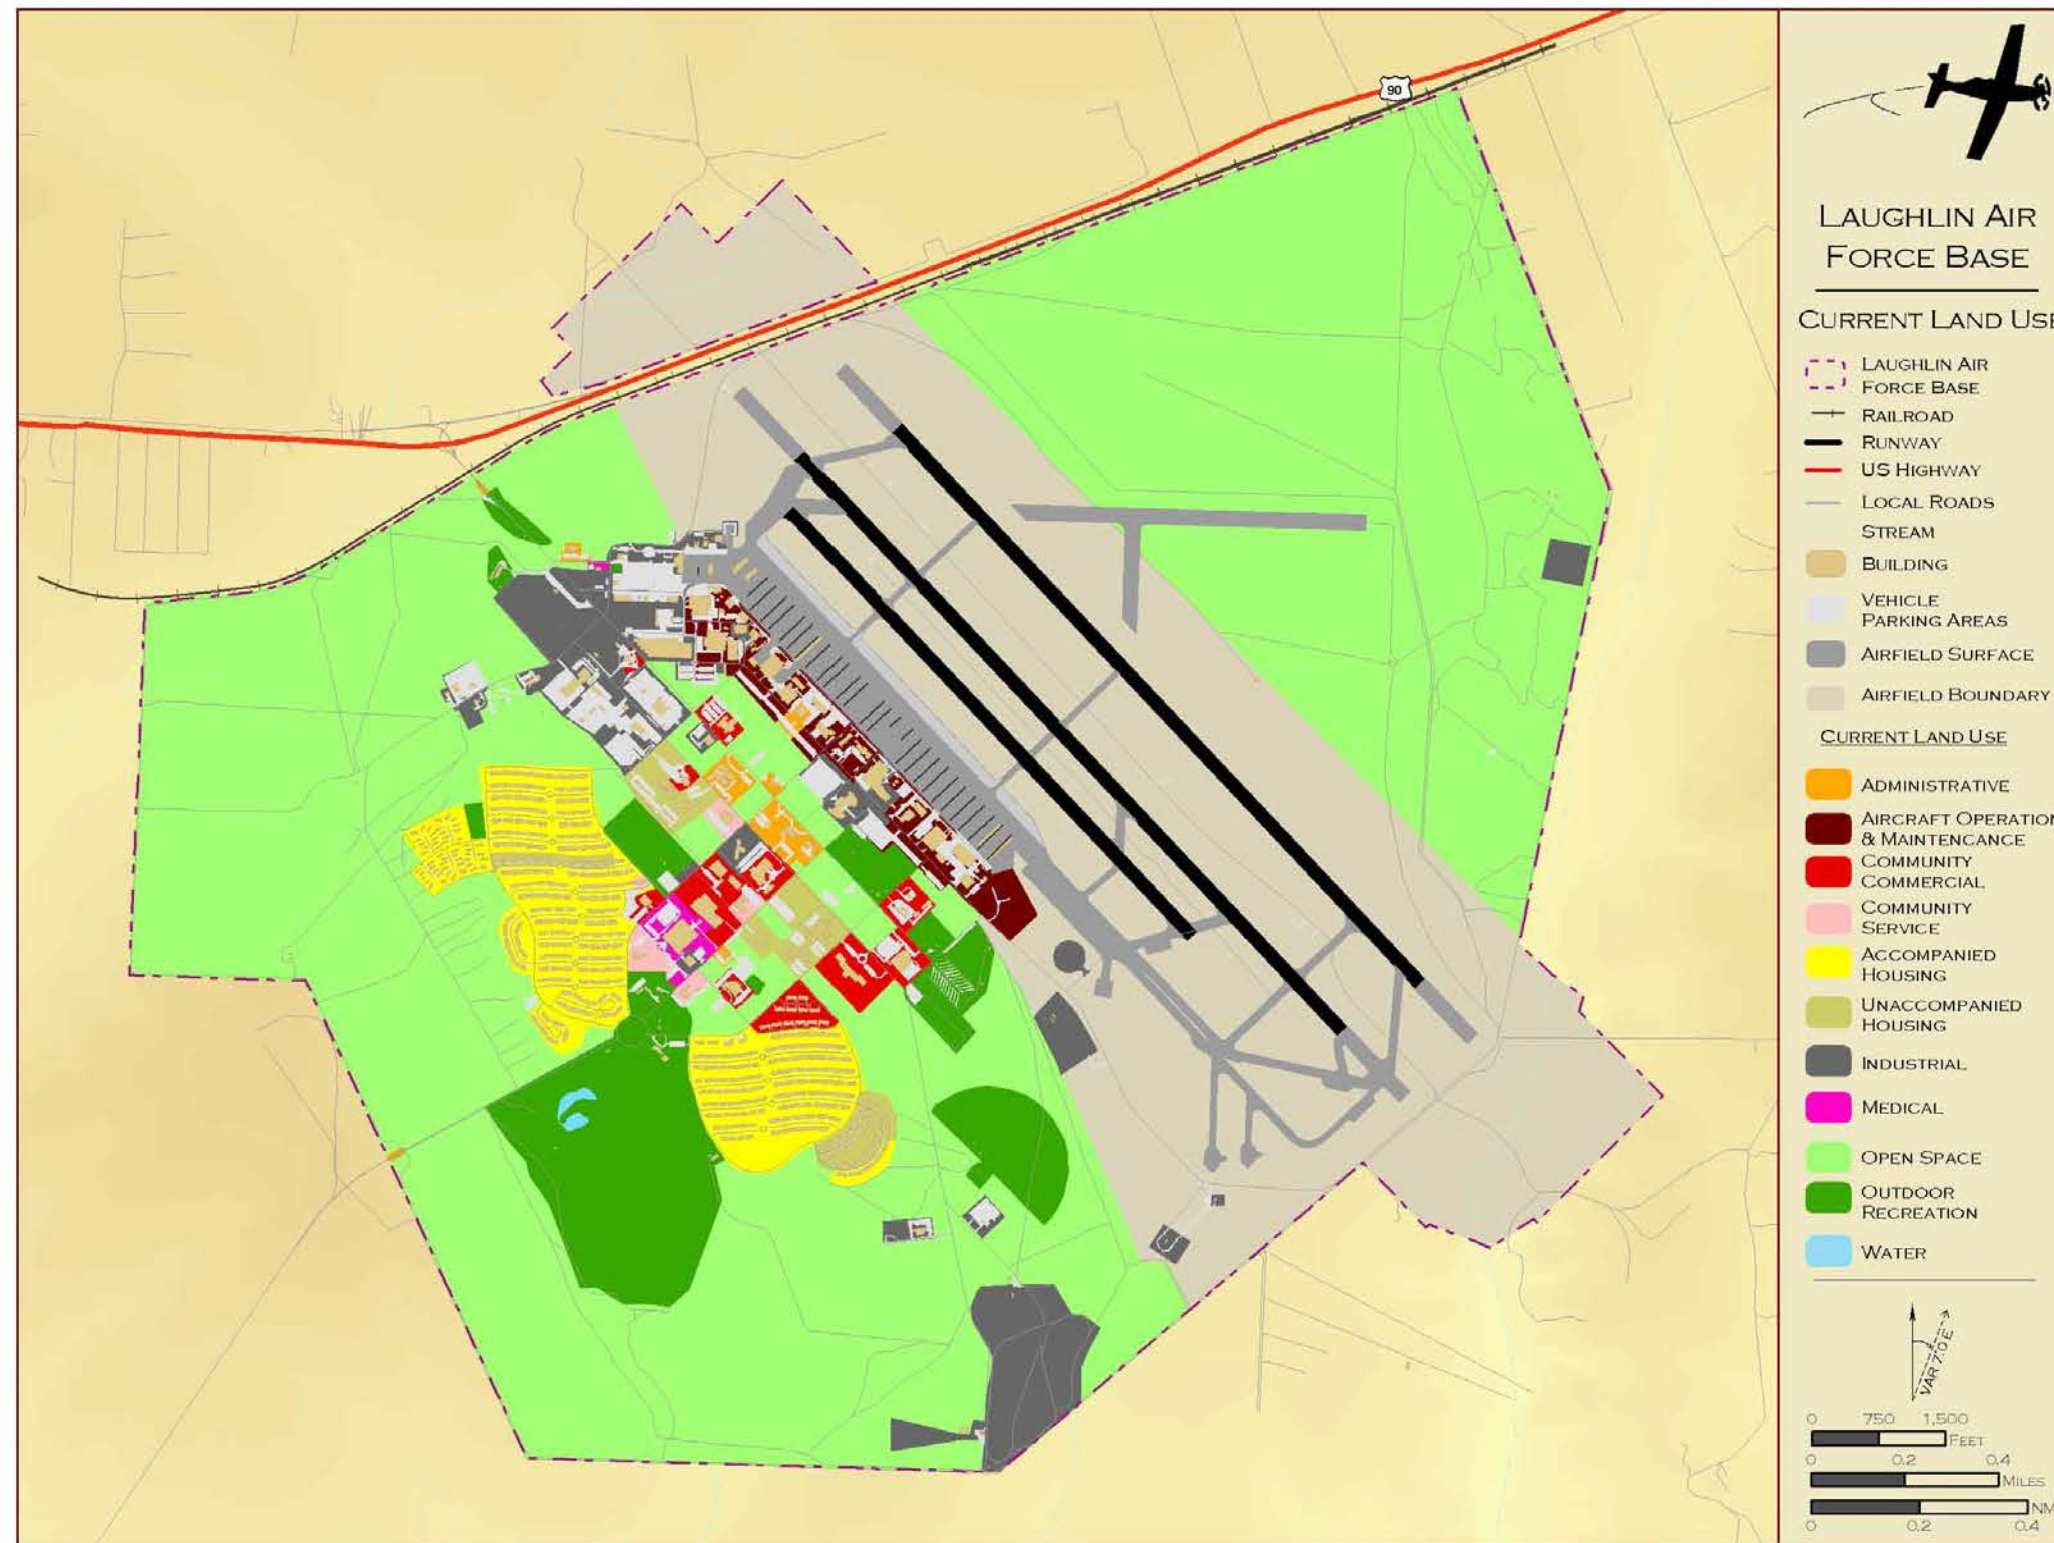 90
LAUGHLIN AIR
FORCE BASE
CURRENT LAND USE
LAUGHLIN AIR
FORCE BASE
RAILROAD
RUNWAY
US HIGHWAY
LOCAL ROADS
STREAM
BUILDING
VEHICLE
PARKING AREAS
AIRFIELD SURFACE
AIRFIELD BOUNDARY
CURRENT LAND USE
ADMINISTRATIVE
AIRCRAFT OPERATION
& MAINTENCANCE
COMMUNITY
COMMERCIAL
COMMUNITY
SERVICE
ACCOMPANIED
HOUSING
UNACCOMPANIED
HOUSING
INDUSTRIAL
MEDICAL
OPEN SPACE
OUTDOOR
RECREATION
WATER
VAR 7.0 E
0 750 1,500
FEET
0 0.2 0.4
MILES
NM
0 0.2 0.4